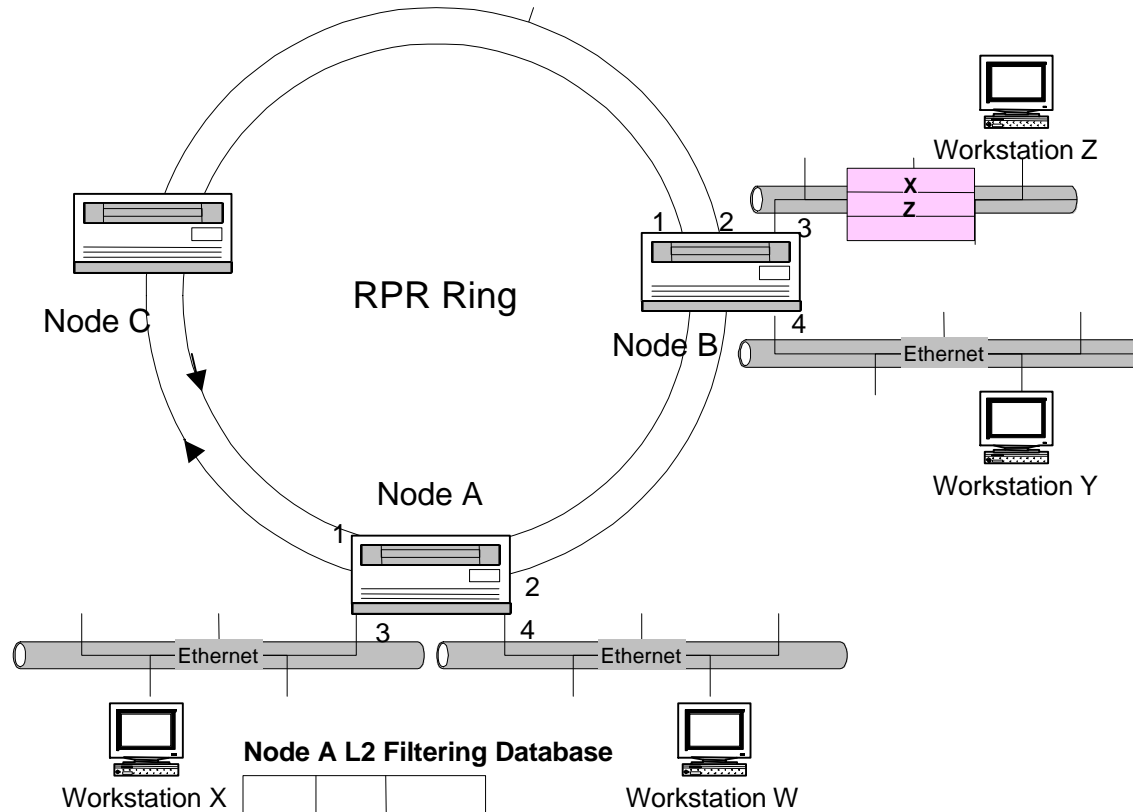 Workstation Z
X
Z
1
2
3
RPR Ring
Node C
Node B
4
Ethernet
Workstation Y
Node A
1
2
3
4
Ethernet
Ethernet
Node A L2 Filtering Database
Workstation X
Workstation W